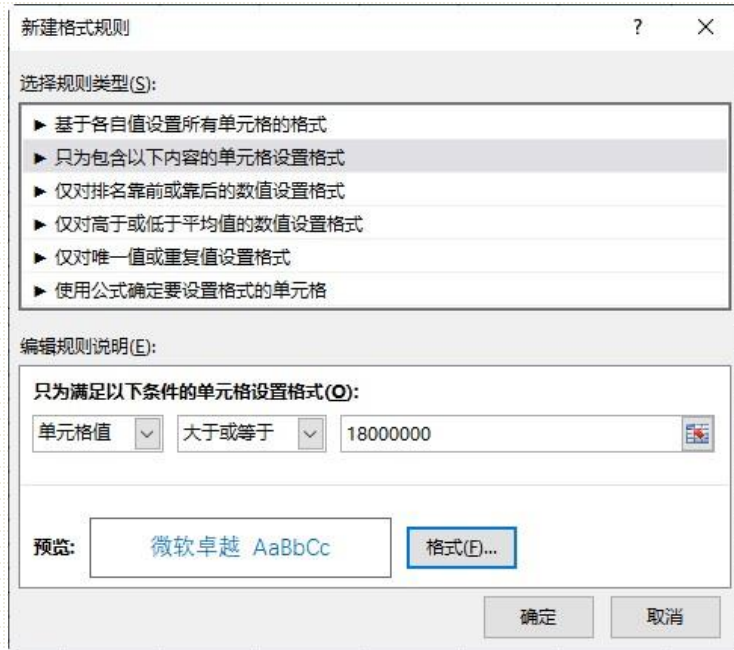 新建格式规则 ? ×
选择规则类型(S):
► 基于各自值设置所有单元格的格式
► 只为包含以下内容的单元格设置格式
► 仅对排名靠前或靠后的数值设置格式
► 仅对高于或低于平均值的数值设置格式
► 仅对唯一值或重复值设置格式
► 使用公式确定要设置格式的单元格
编辑规则说明(E):
只为满足以下条件的单元格设置格式(O):
单元格值 大于或等于 18000000
预览: 微软卓越 AaBbCc 格式(F)...
确定 取消